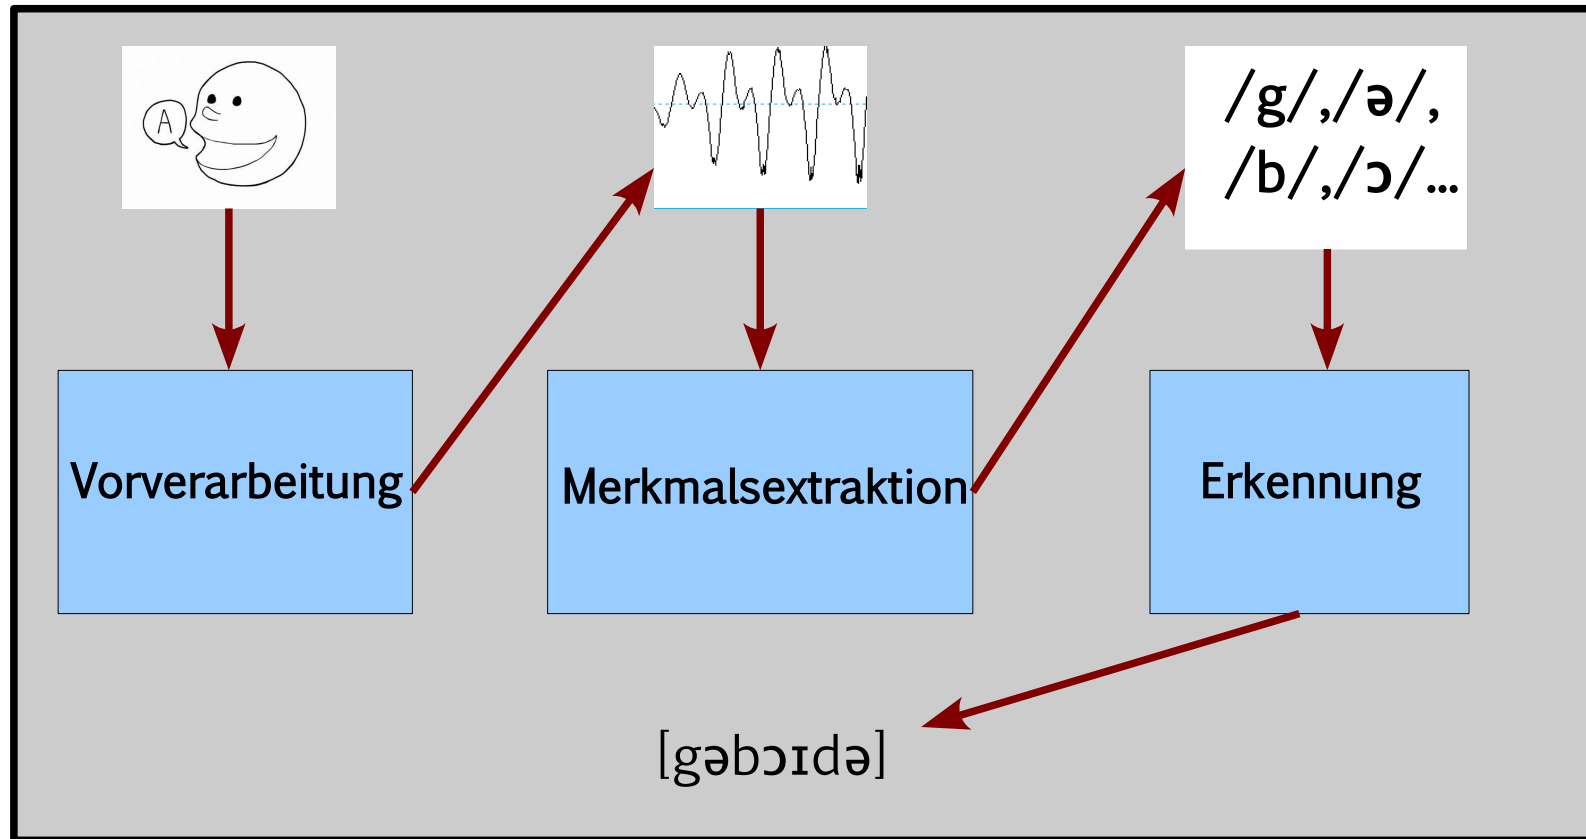 A
/g/,/ə/,
/b/,/ɔ/...
Vorverarbeitung
Merkmalsextraktion
Erkennung
[gəbɔɪdə]